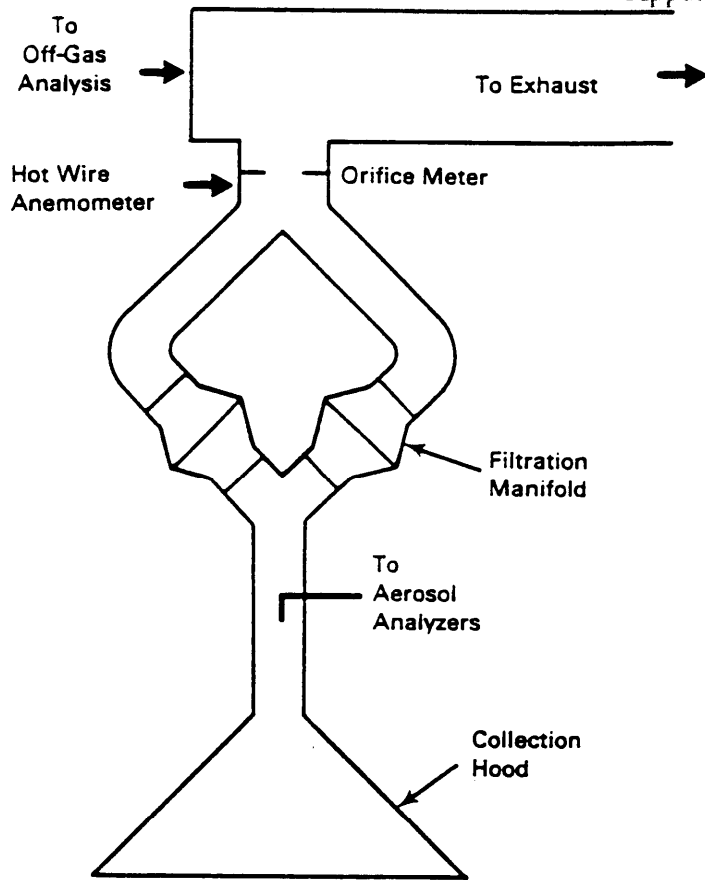 To
Off-Gas
Analysis
To Exhaust
Hot Wire
Anemometer
Orifice Meter
Filtration
Manifold
To
Aerosol
Analyzers
Collection
Hood